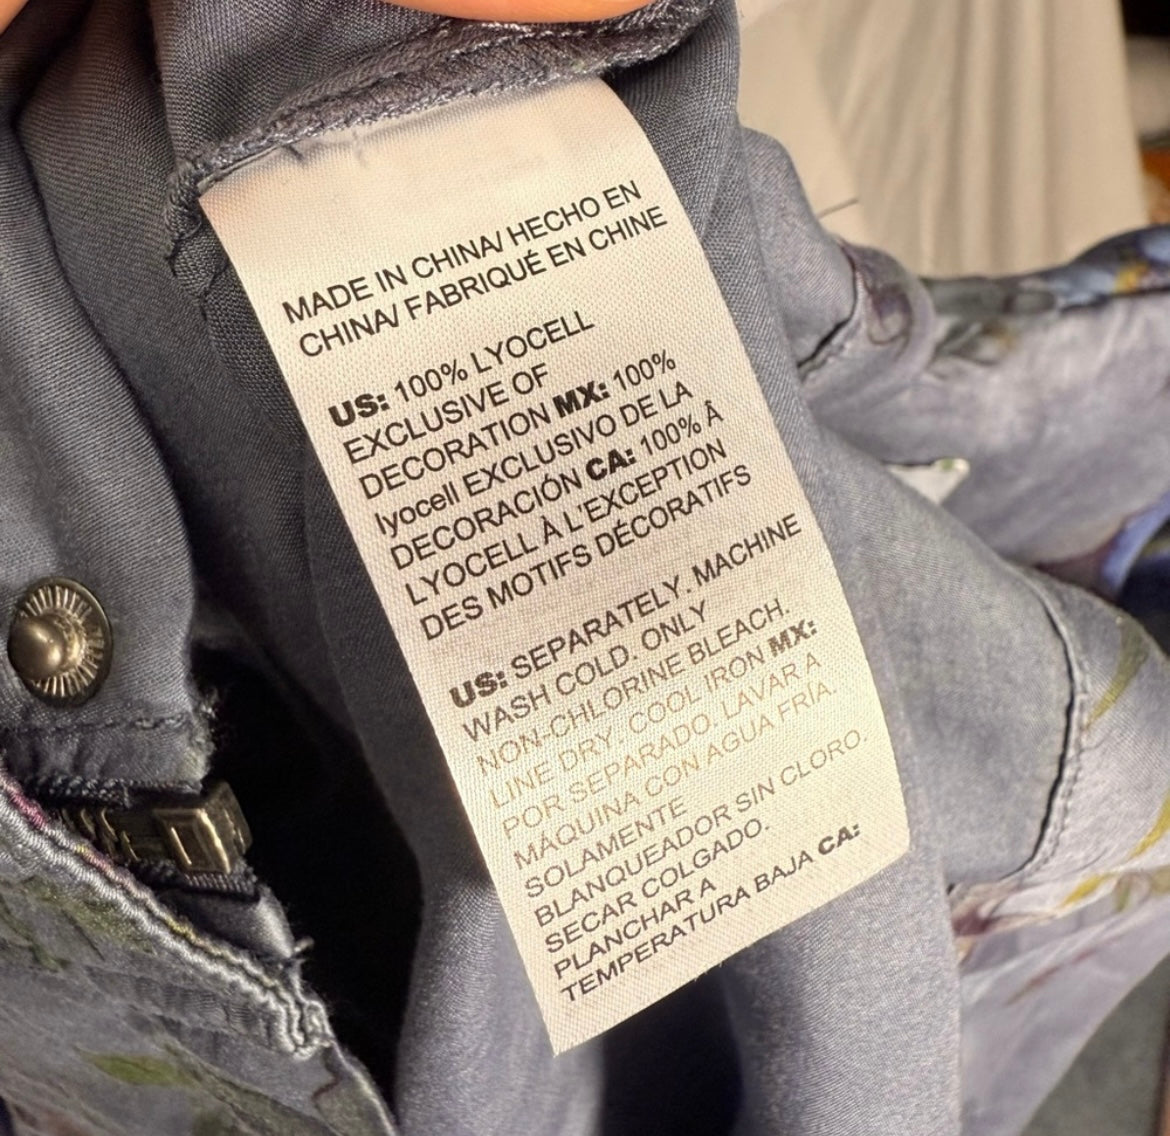 MADE IN CHINA/ HECHO EN
CHINA/ FABRIQUÉ EN CHINE
US: 100% LYOCELL
EXCLUSIVE OF
DECORATION MX: 100%
lyocell EXCLUSIVO DE LA
DECORACIÓN CA: 100% Â
LYOCELL À L'EXCEPTION
DES MOTIFS DÉCORATIFS
US: SEPARATELY. MACHINE
WASH COLD. ONLY
NON-CHLORINE BLEACH.
LINE DRY. COOL IRON MX:
POR SEPARADO. LAVAR A
MÁQUINA CON AGUA FRÍA.
SOLAMENTE
BLANQUEADOR SIN CLORO.
SECAR COLGADO.
PLANCHAR A
TEMPERATURA BAJA CA: